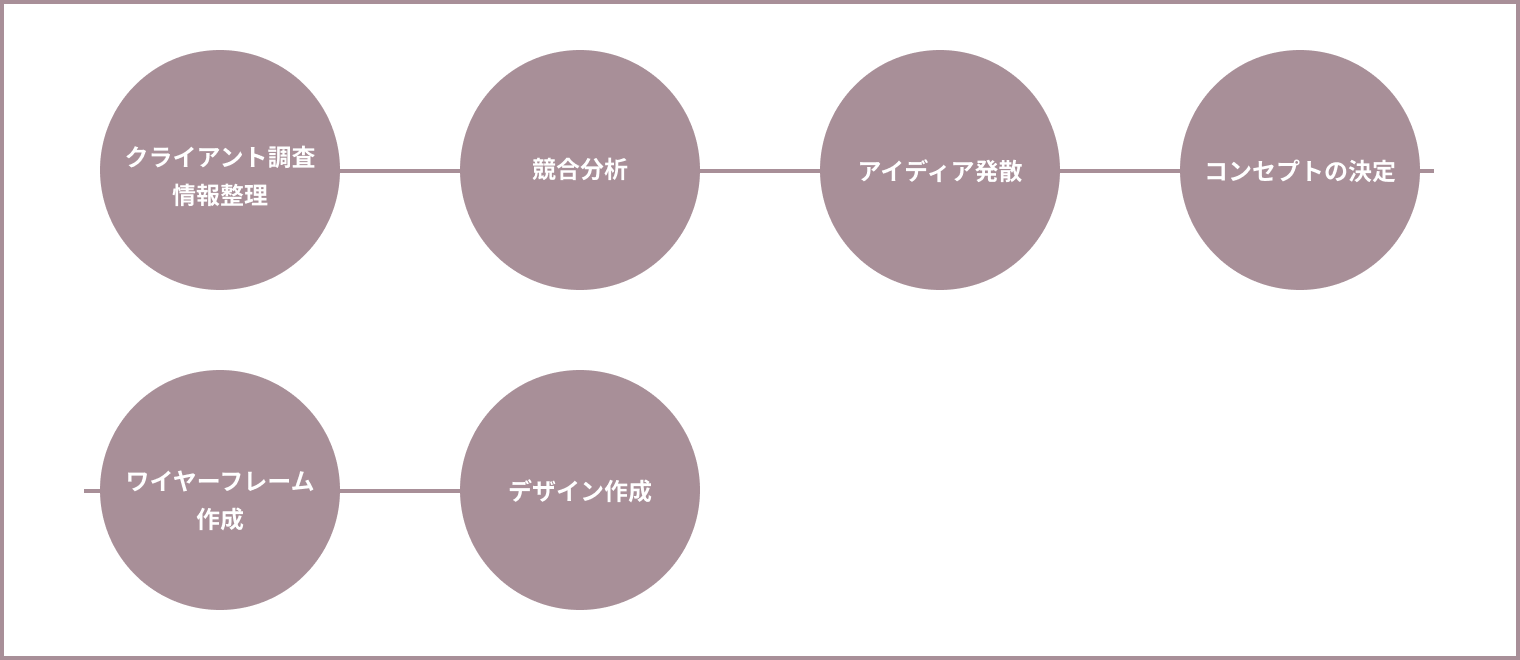 クライアント調査
情報整理
競合分析
アイディア発散
コンセプトの決定
ワイヤーフレーム
作成
デザイン作成